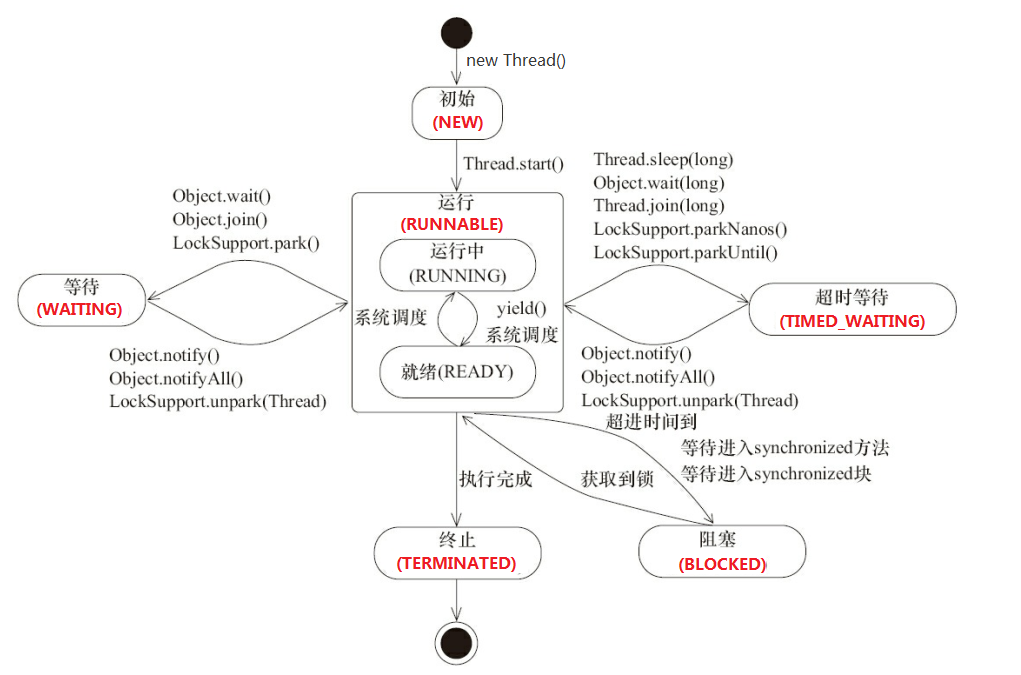 new Thread()
初始
(NEW)
Thread.start()
Object.wait()
Object.join()
LockSupport.park()
等待
(WAITING)
Object.notify()
Object.notifyAll()
LockSupport.unpark(Thread)
运行
(RUNNABLE)
运行中
(RUNNING)
系统调度
yield()
系统调度
就绪(READY)
Thread.sleep(long)
Object.wait(long)
Thread.join(long)
LockSupport.parkNanos()
LockSupport.parkUntil()
超时等待
(TIMED_WAITING)
Object.notify()
Object.notifyAll()
LockSupport.unpark(Thread)
超进时间到
等待进入synchronized方法
等待进入synchronized块
获取到锁
执行完成
阻塞
(BLOCKED)
终止
(TERMINATED)